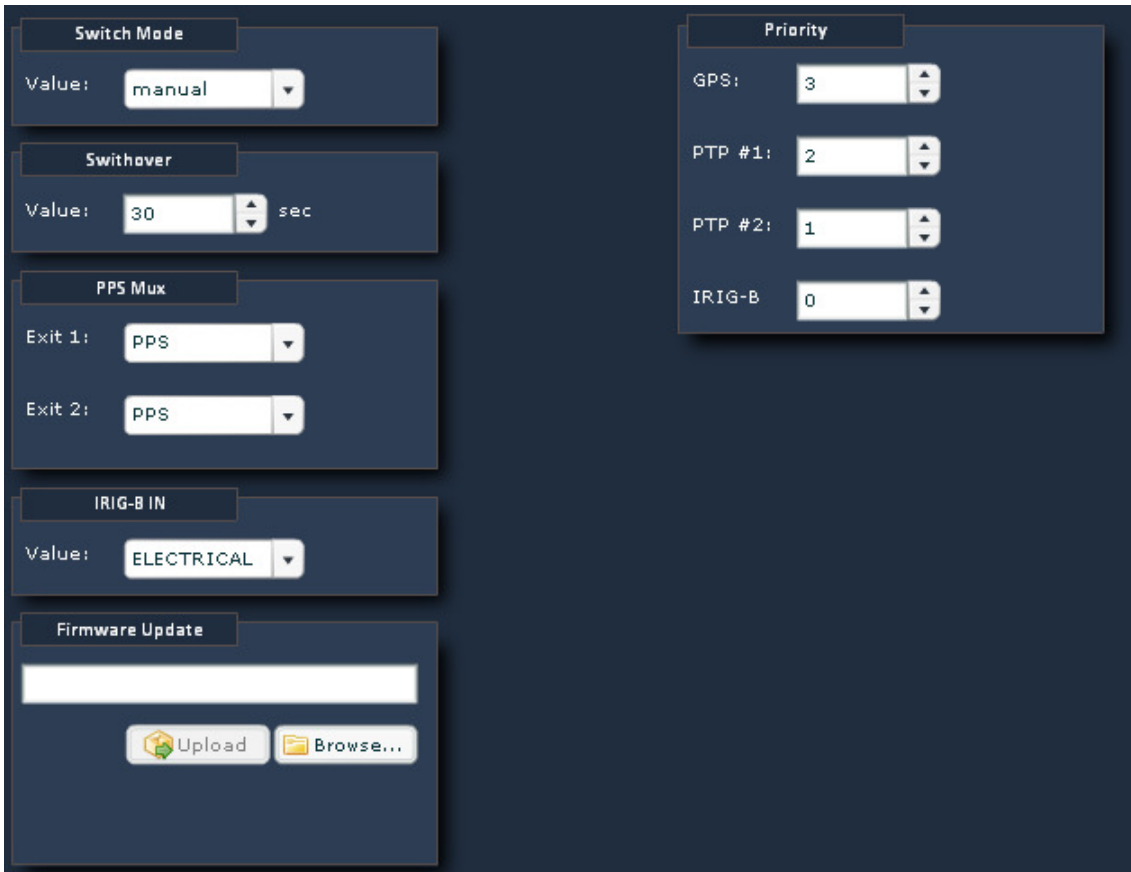 Switch Mode
Value: manual
Swithover
Value: 30 sec
PPS Mux
Exit 1: PPS
Exit 2: PPS
IRIG-B IN
Value: ELECTRICAL
Firmware Update
Upload Browse...
Priority
GPS: 3
PTP #1: 2
PTP #2: 1
IRIG-B 0